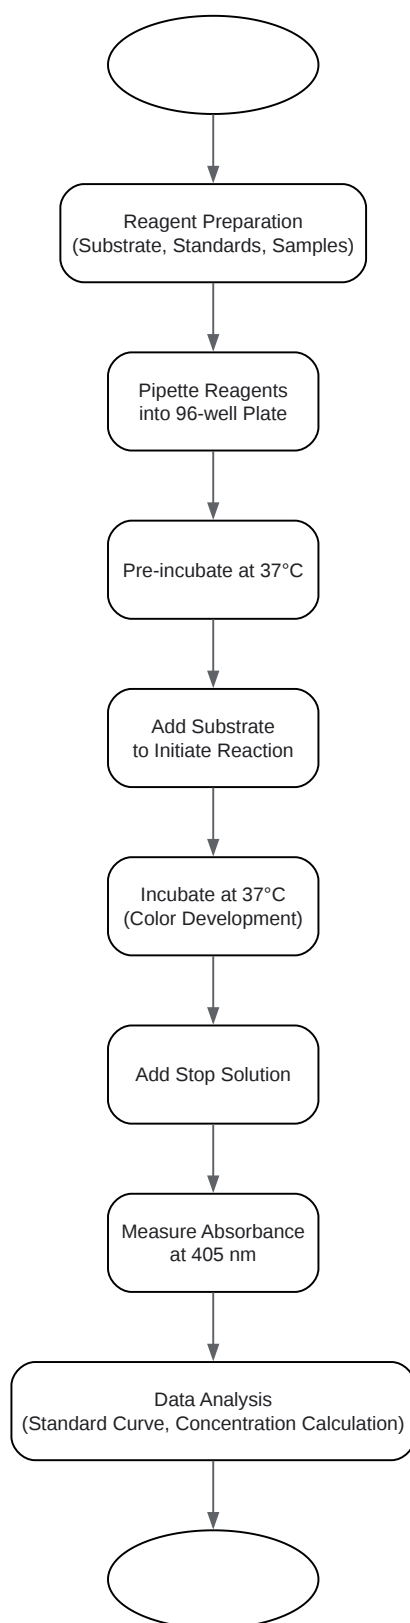 Reagent Preparation
(Substrate, Standards, Samples)
Pipette Reagents
into 96-well Plate
Pre-incubate at 37°C
Add Substrate
to Initiate Reaction
Incubate at 37°C
(Color Development)
Add Stop Solution
Measure Absorbance
at 405 nm
Data Analysis
(Standard Curve, Concentration Calculation)